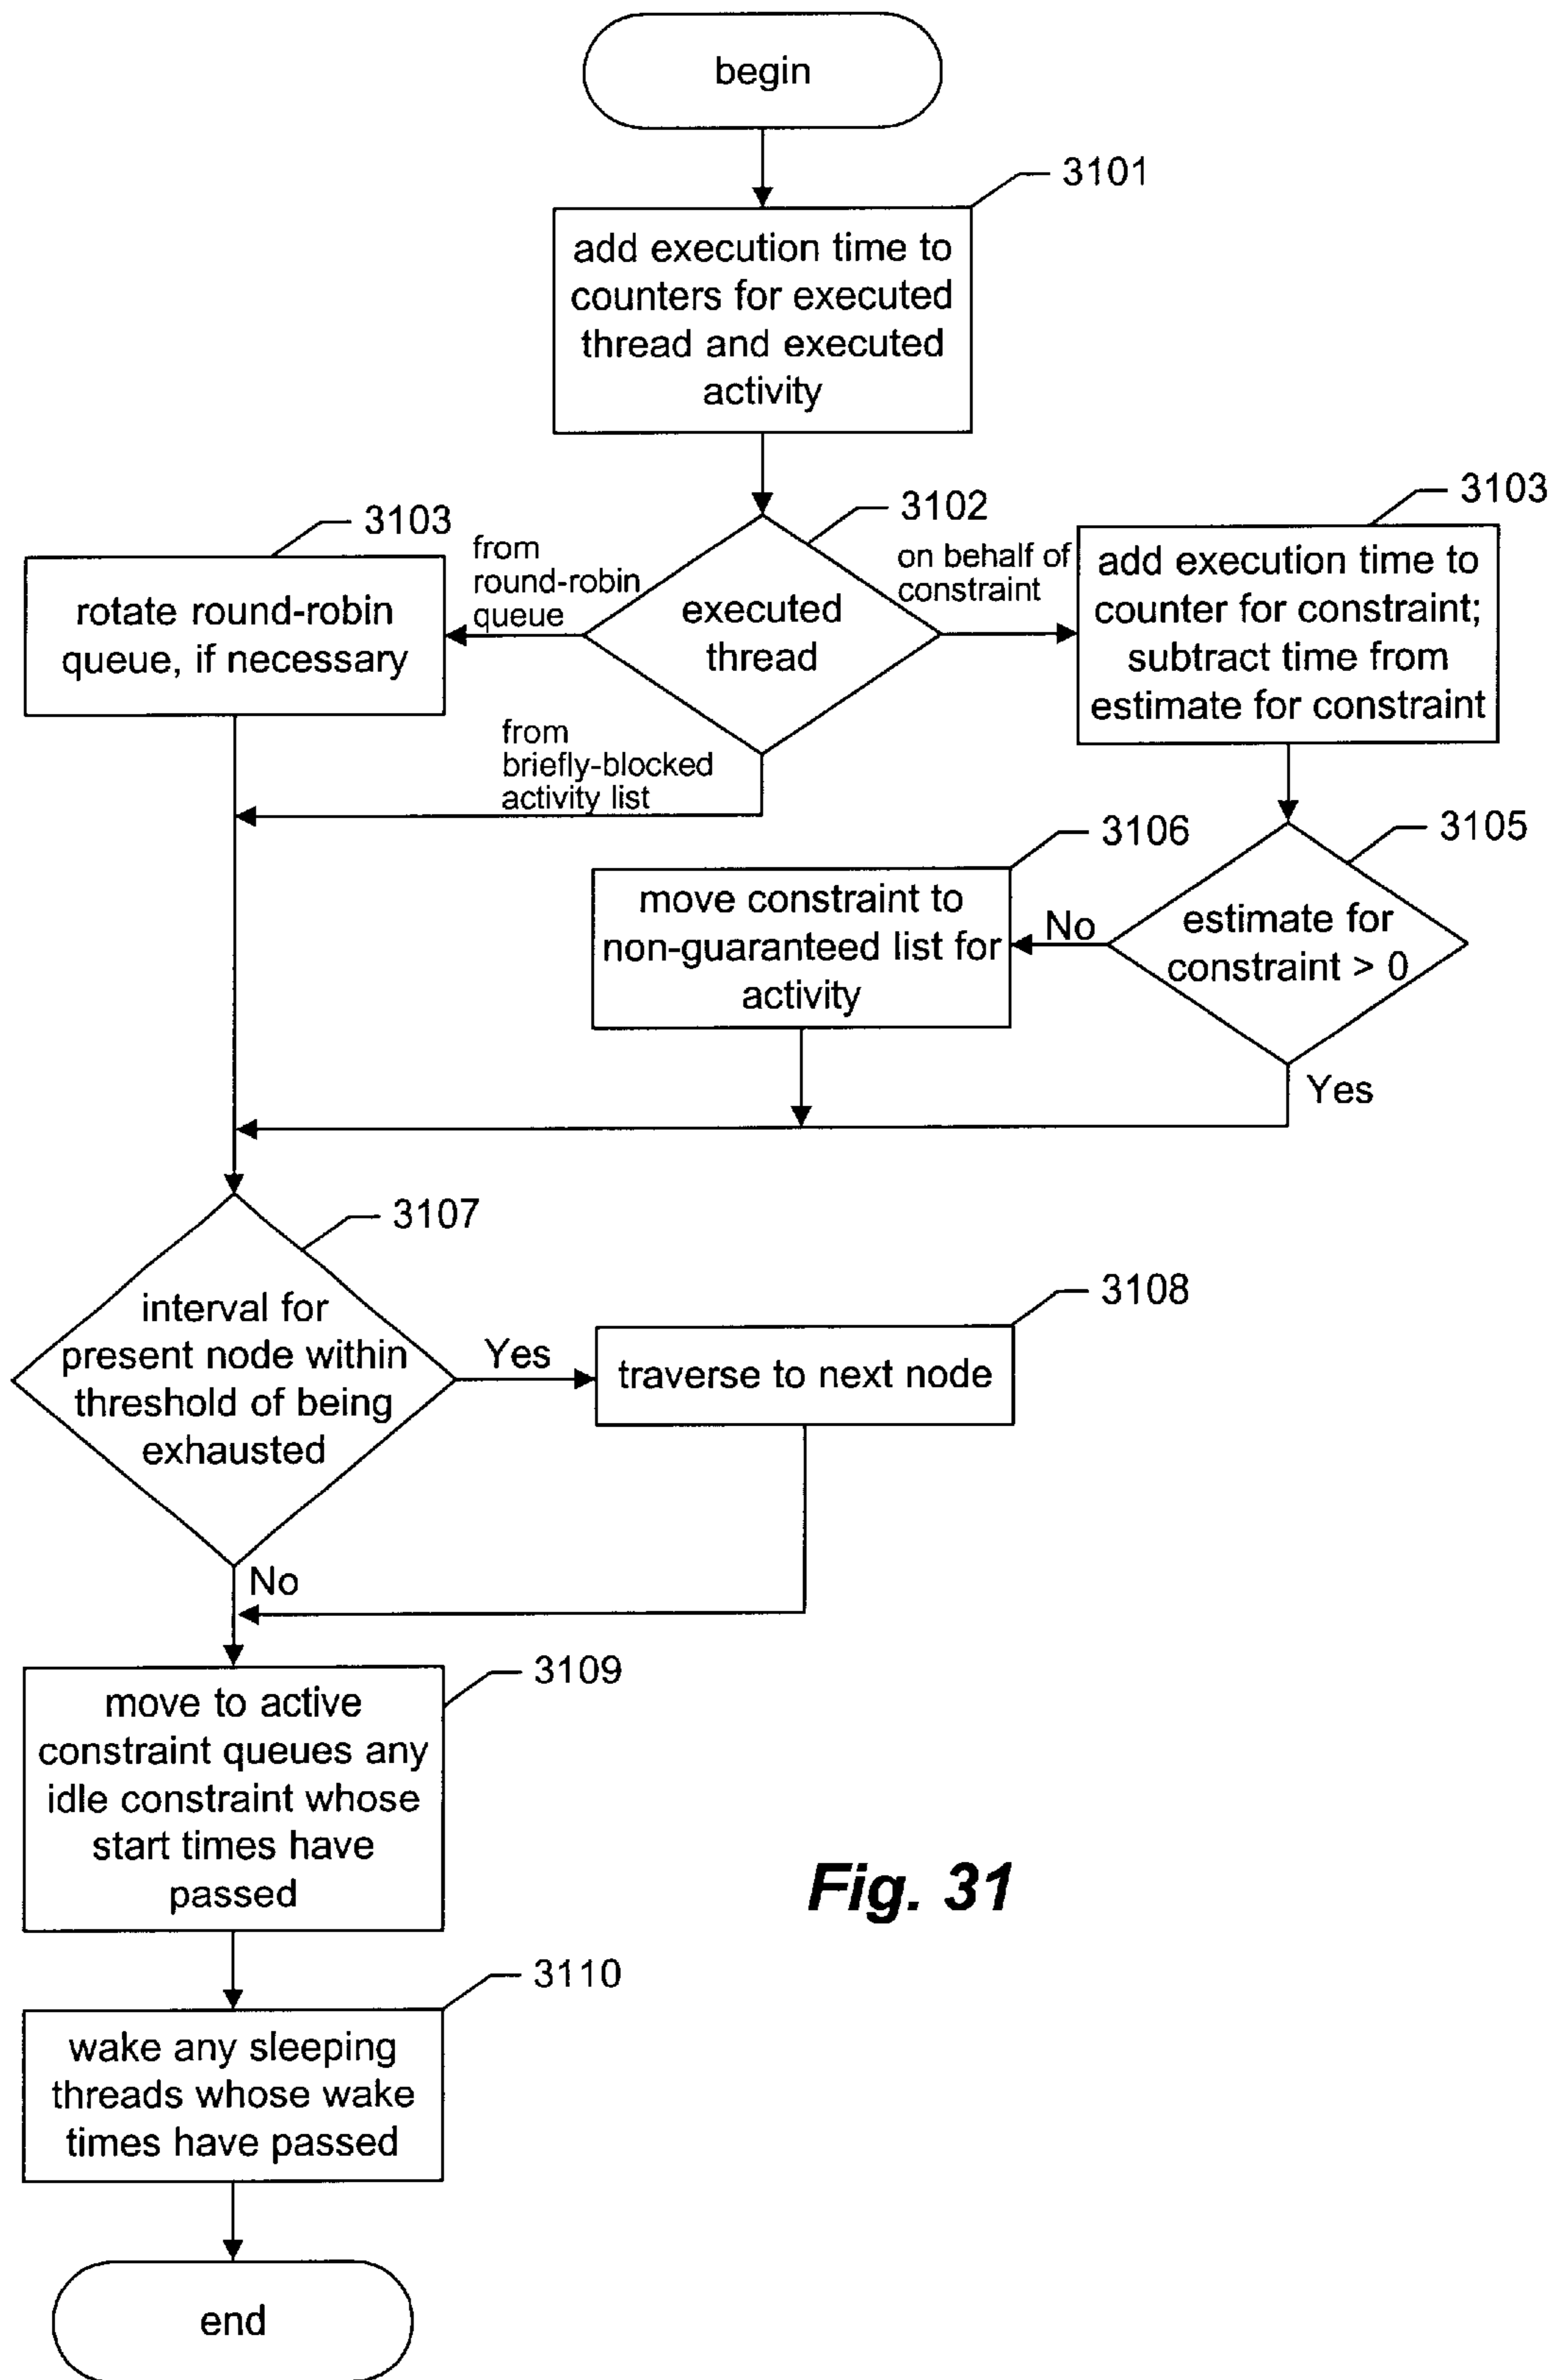 begin
3101
add execution time to
counters for executed
thread and executed
activity
3102
executed
thread
from
round-robin
queue
3103
rotate round-robin
queue, if necessary
on behalf of
constraint
3103
add execution time to
counter for constraint;
subtract time from
estimate for constraint
from
briefly-blocked
activity list
3105
estimate for
constraint > 0
No
Yes
3106
move constraint to
non-guaranteed list for
activity
3107
interval for
present node within
threshold of being
exhausted
Yes
3108
traverse to next node
No
3109
move to active
constraint queues any
idle constraint whose
start times have
passed
Fig. 31
3110
wake any sleeping
threads whose wake
times have passed
end